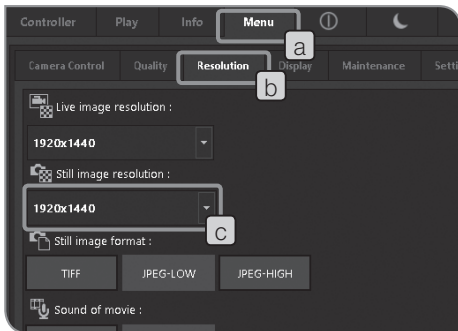 Controller Play Info Menu
a
Camera Control Quality Resolution Display Maintenance
b
Live image resolution :
1920x1440
Still image resolution :
1920x1440
c
Still image format :
TIFF JPEG-LOW JPEG-HIGH
Sound of movie :